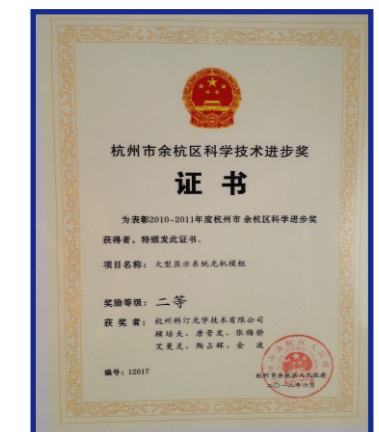 杭州市余杭区科学技术进步奖
证书
为表彰2010-2011年度杭州市余杭区科学进步奖
获得者，特颁发此证书。
项目名称：大型显示系统光机模组
奖励等级：二等
获奖者：杭州科汀光学技术有限公司
顾培夫、唐晋发、张梅骄
艾曼灵、陶占辉、金波
编号：12017
杭州市余杭区人民政府
二〇一二年六月